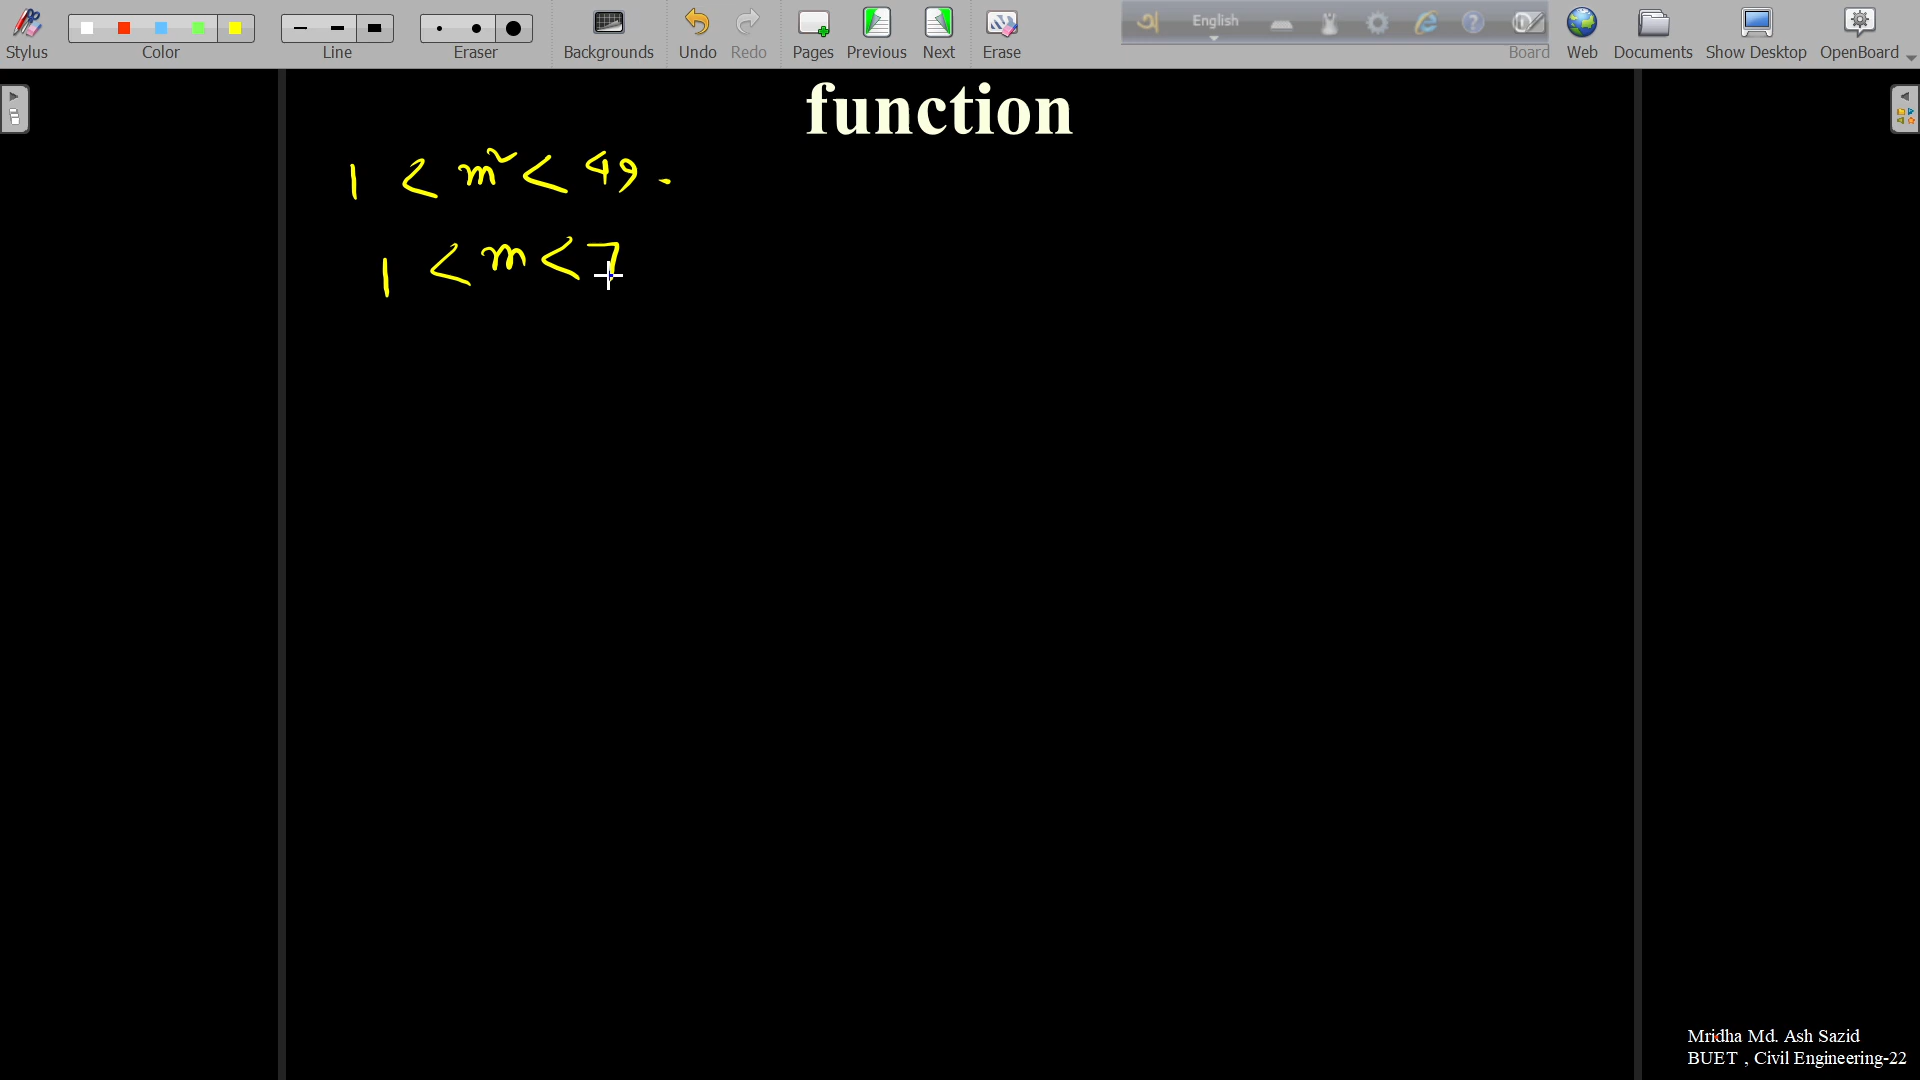 Stylus Color Line Eraser Backgrounds Undo Redo Pages Previous Next Erase English Board Web Documents Show Desktop OpenBoard
function
1 < m² < 49.
1 < m < 7
Mridha Md. Ash Sazid
BUET , Civil Engineering-22